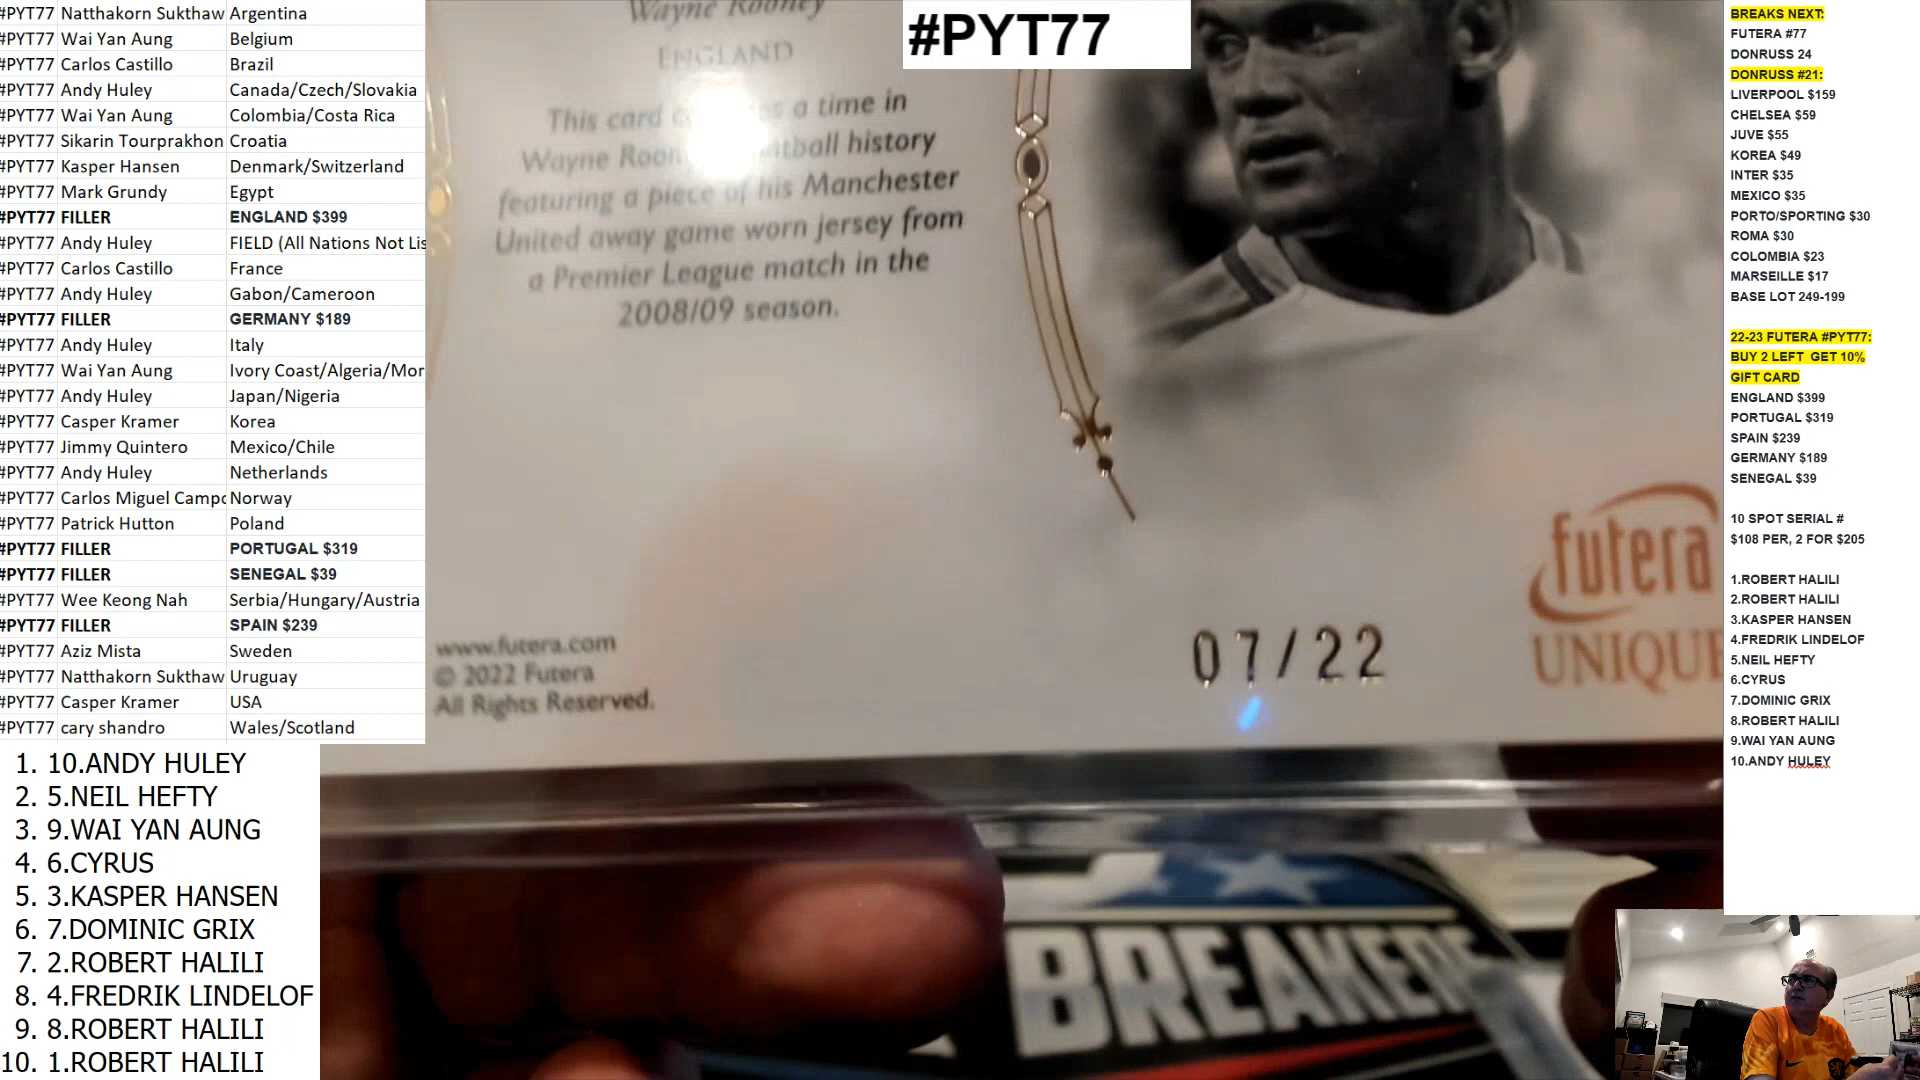 #PYT77 Natthakorn Sukthaw Argentina
#PYT77 Wai Yan Aung Belgium
#PYT77 Carlos Castillo Brazil
#PYT77 Andy Huley Canada/Czech/Slovakia
#PYT77 Wai Yan Aung Colombia/Costa Rica
#PYT77 Sikarin Tourprakhon Croatia
#PYT77 Kasper Hansen Denmark/Switzerland
#PYT77 Mark Grundy Egypt
#PYT77 FILLER ENGLAND $399
#PYT77 Andy Huley FIELD (All Nations Not Lis
#PYT77 Carlos Castillo France
#PYT77 Andy Huley Gabon/Cameroon
#PYT77 FILLER GERMANY $189
#PYT77 Andy Huley Italy
#PYT77 Wai Yan Aung Ivory Coast/Algeria/Mor
#PYT77 Andy Huley Japan/Nigeria
#PYT77 Casper Kramer Korea
#PYT77 Jimmy Quintero Mexico/Chile
#PYT77 Andy Huley Netherlands
#PYT77 Carlos Miguel Campo Norway
#PYT77 Patrick Hutton Poland
#PYT77 FILLER PORTUGAL $319
#PYT77 FILLER SENEGAL $39
#PYT77 Wee Keong Nah Serbia/Hungary/Austria
#PYT77 FILLER SPAIN $239
#PYT77 Aziz Mista Sweden
#PYT77 Natthakorn Sukthaw Uruguay
#PYT77 Casper Kramer USA
#PYT77 cary shandro Wales/Scotland
1. 10.ANDY HULEY
2. 5.NEIL HEFTY
3. 9.WAI YAN AUNG
4. 6.CYRUS
5. 3.KASPER HANSEN
6. 7.DOMINIC GRIX
7. 2.ROBERT HALILI
8. 4.FREDRIK LINDELOF
9. 8.ROBERT HALILI
10. 1.ROBERT HALILI
#PYT77
Wayne Rooney
ENGLAND
This card a time in
Wayne history
featuring a piece of his Manchester
United away game worn jersey from
a Premier League match in the
2008/09 season.
www.futera.com
© 2022 Futera
All Rights Reserved.
07/22
futera
UNIQUE
BREAKERS
BREAKS NEXT:
FUTERA #77
DONRUSS 24
DONRUSS #21:
LIVERPOOL $159
CHELSEA $59
JUVE $55
KOREA $49
INTER $35
MEXICO $35
PORTO/SPORTING $30
ROMA $30
COLOMBIA $23
MARSEILLE $17
BASE LOT 249-199
22-23 FUTERA #PYT77:
BUY 2 LEFT GET 10%
GIFT CARD
ENGLAND $399
PORTUGAL $319
SPAIN $239
GERMANY $189
SENEGAL $39
10 SPOT SERIAL #
$108 PER, 2 FOR $205
1.ROBERT HALILI
2.ROBERT HALILI
3.KASPER HANSEN
4.FREDRIK LINDELOF
5.NEIL HEFTY
6.CYRUS
7.DOMINIC GRIX
8.ROBERT HALILI
9.WAI YAN AUNG
10.ANDY HULEY